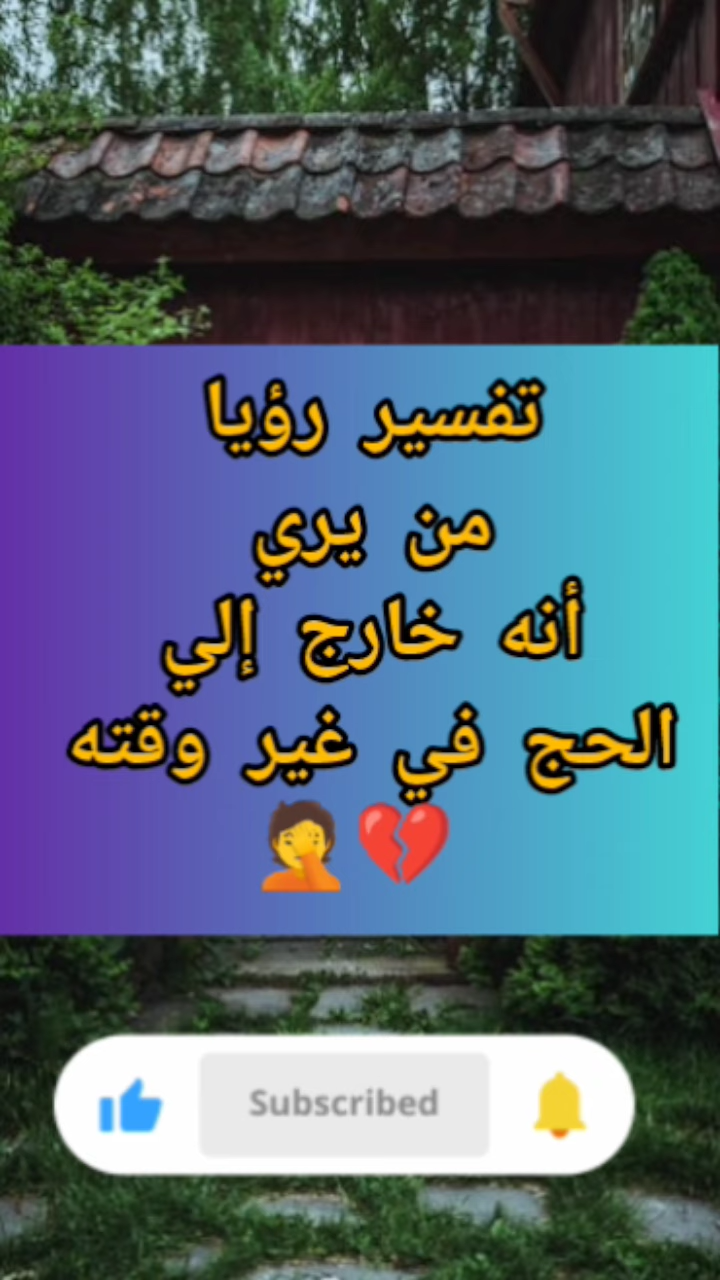 تفسير رؤيا
من يري
أنه خارج إلي
الحج في غير وقته
🤦💔
Subscribed